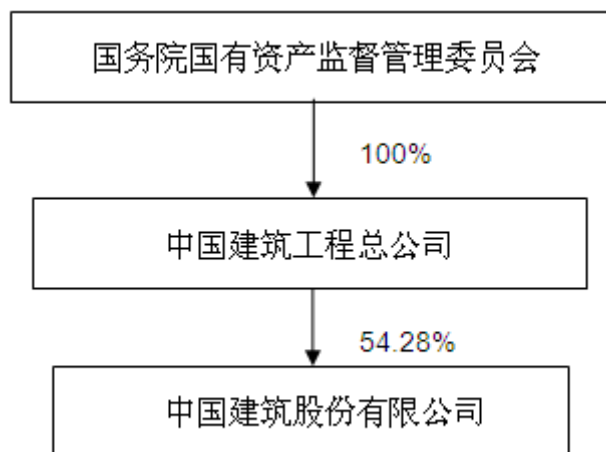 国务院国有资产监督管理委员会
100%
中国建筑工程总公司
54.28%
中国建筑股份有限公司